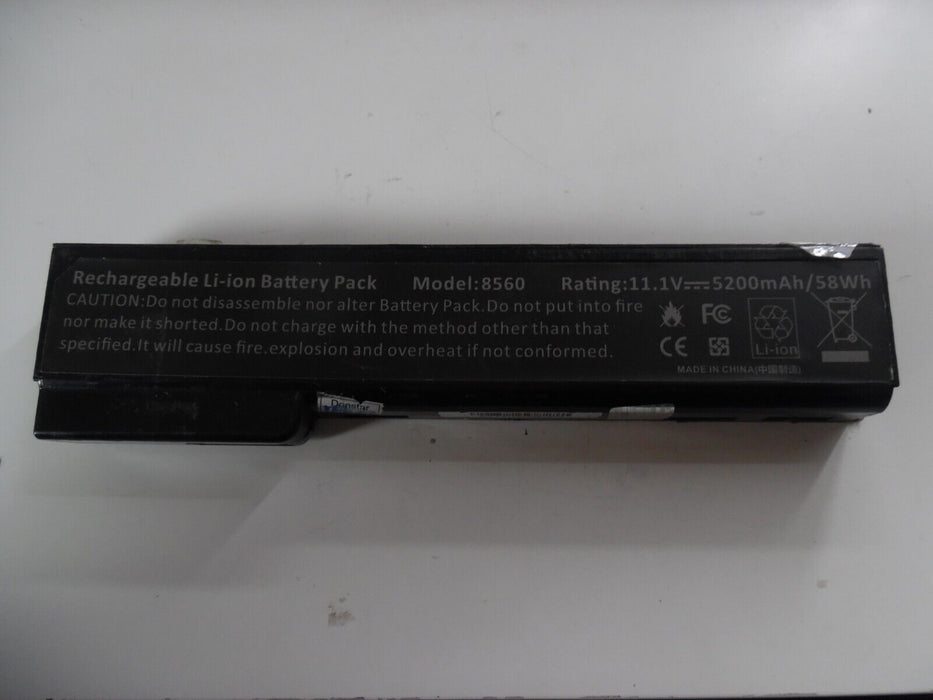 Rechargeable Li-ion Battery Pack Model:8560 Rating:11.1V⎓5200mAh/58Wh
CAUTION:Do not disassemble nor alter Battery Pack.Do not put into fire
nor make it shorted.Do not charge with the method other than that
specified.It will cause fire.explosion and overheat if not conformed.
FC
CE
Li-ion
MADE IN CHINA(中国制造)